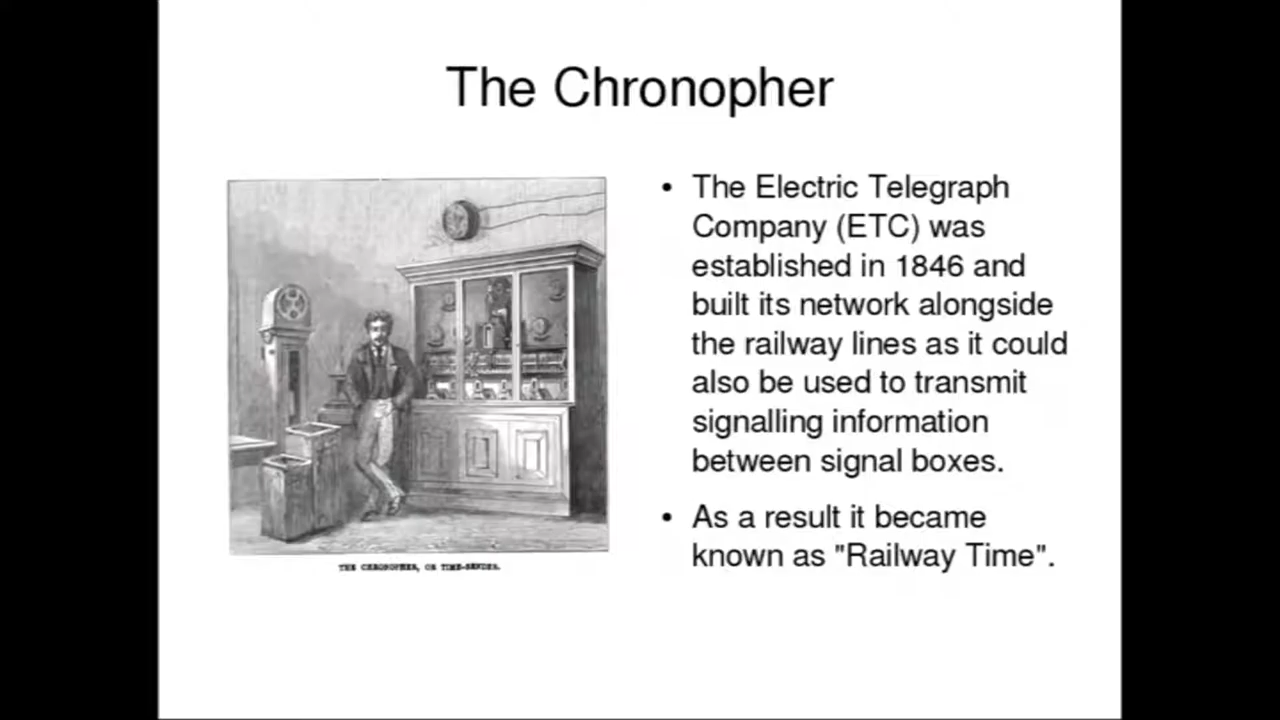 The Chronopher
• The Electric Telegraph
Company (ETC) was
established in 1846 and
built its network alongside
the railway lines as it could
also be used to transmit
signalling information
between signal boxes.
• As a result it became
known as "Railway Time".
THE CHRONOPHER, OR TIME-SENDER.